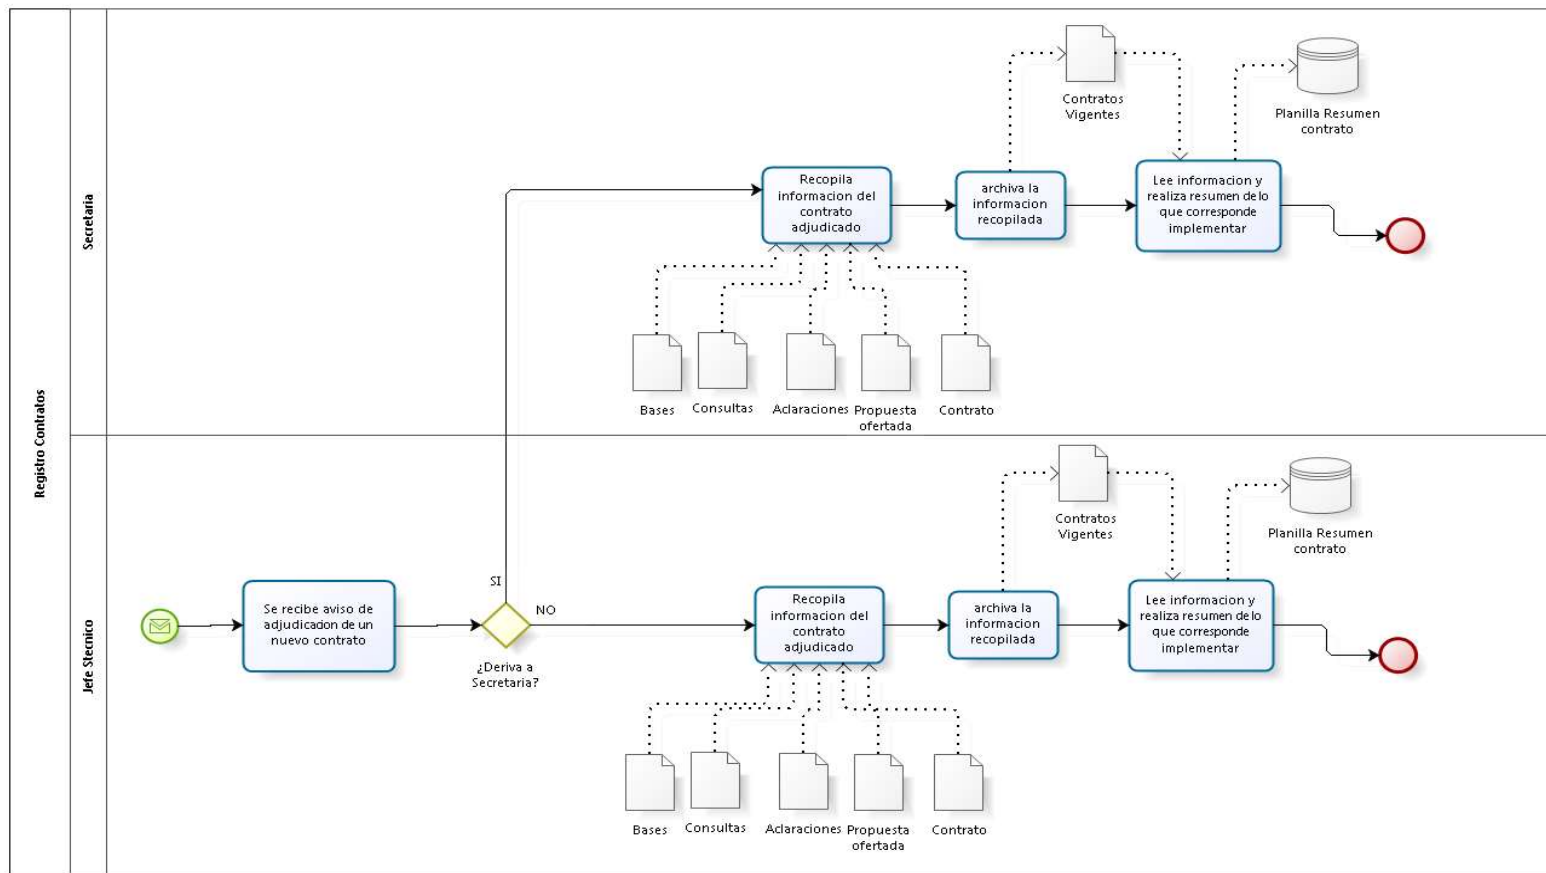 Registro Contratos
Secretaria
Contratos
Vigentes
Planilla Resumen
contrato
Recopila
informacion del
contrato
adjudicado
archiva la
informacion
recopilada
Lee informacion y
realiza resumen de lo
que corresponde
implementar
Bases
Consultas
Aclaraciones
Propuesta
ofertada
Contrato
Jefe Stecnico
Se recibe aviso de
adjudicacion de un
nuevo contrato
SI
NO
¿Deriva a
Secretaria?
Contratos
Vigentes
Planilla Resumen
contrato
Recopila
informacion del
contrato
adjudicado
archiva la
informacion
recopilada
Lee informacion y
realiza resumen de lo
que corresponde
implementar
Bases
Consultas
Aclaraciones
Propuesta
ofertada
Contrato